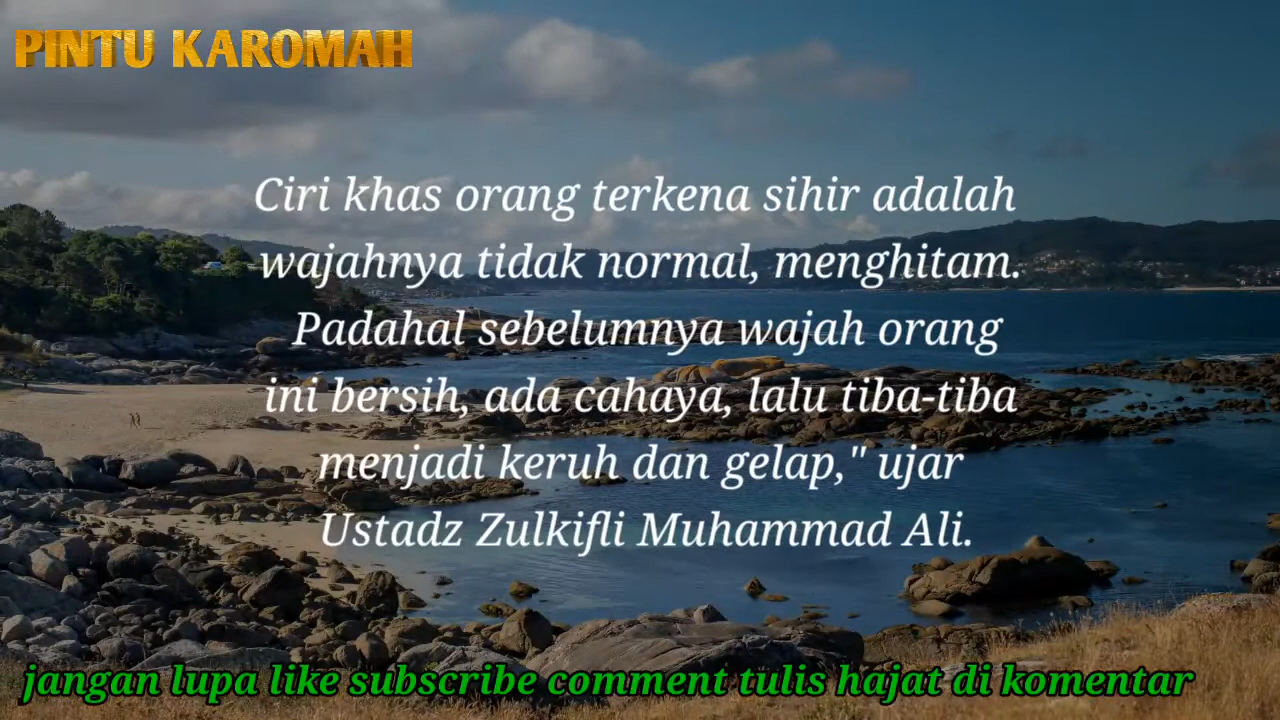 PINTU KAROMAH
Ciri khas orang terkena sihir adalah
wajahnya tidak normal, menghitam.
Padahal sebelumnya wajah orang
ini bersih, ada cahaya, lalu tiba-tiba
menjadi keruh dan gelap," ujar
Ustadz Zulkifli Muhammad Ali.
jangan lupa like subscribe comment tulis hajat di komentar